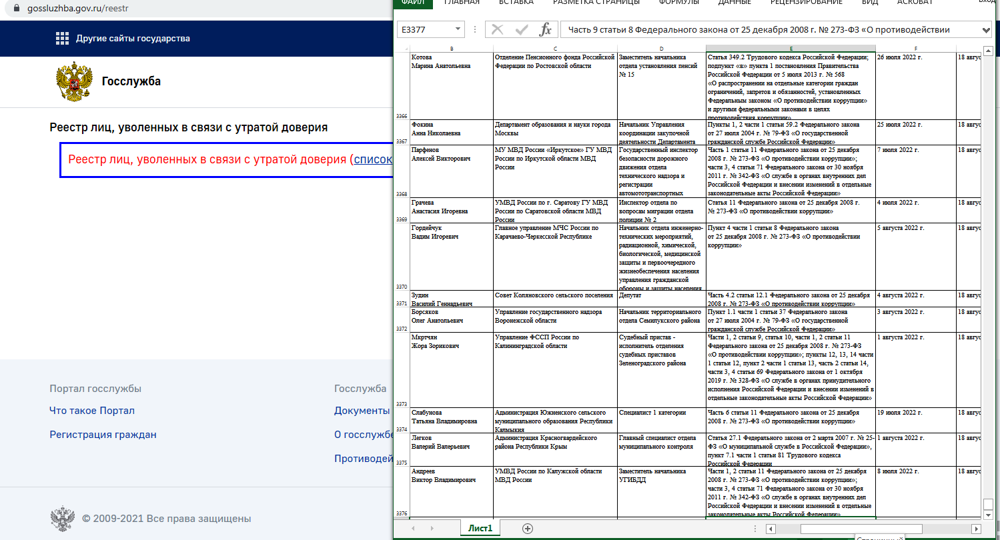 gossluzhba.gov.ru/reestr
Другие сайты государства
Госслужба
Реестр лиц, уволенных в связи с утратой доверия
Реестр лиц, уволенных в связи с утратой доверия (список
Портал госслужбы
Что такое Портал
Регистрация граждан
Госслужба
Документы
О госслужбе
Противодей
© 2009-2021 Все права защищены
ФАЙЛ ГЛАВНАЯ ВСТАВКА РАЗМЕТКА СТРАНИЦЫ ФОРМУЛЫ ДАННЫЕ РЕЦЕНЗИРОВАНИЕ ВИД ACROBAT Вход
E3377 fx Часть 9 статьи 8 Федерального закона от 25 декабря 2008 г. № 273-ФЗ «О противодействии
B C D E F
Котова
Марина Анатольевна
Отделение Пенсионного фонда Российской
Федерации по Ростовской области
Заместитель начальника
отдела установления пенсий
№ 15
Статья 349.2 Трудового кодекса Российской Федерации;
подпункт «в» пункта 1 постановления Правительства
Российской Федерации от 5 июля 2013 г. № 568
«О распространении на отдельные категории граждан
ограничений, запретов и обязанностей, установленных
Федеральным законом «О противодействии коррупции»
и другими федеральными законами в целях
противодействия коррупции»
26 июля 2022 г.
18 авгус
3366
Фокина
Анна Николаевна
Департамент образования и науки города
Москвы
Начальник Управления
координации закупочной
деятельности Департамента
Пункты 1, 2 части 1 статьи 59.2 Федерального закона
от 27 июля 2004 г. № 79-ФЗ «О государственной
гражданской службе Российской Федерации»
25 июля 2022 г.
18 авгус
3367
Парфенов
Алексей Викторович
МУ МВД России «Иркутское» ГУ МВД
России по Иркутской области МВД
России
Государственный инспектор
безопасности дорожного
движения отдела
технического надзора и
регистрации
автомототранспортных
Часть 1 статьи 11 Федерального закона от 25 декабря
2008 г. № 273-ФЗ «О противодействии коррупции»;
части 3, 4 статьи 71 Федерального закона от 30 ноября
2011 г. № 342-ФЗ «О службе в органах внутренних дел
Российской Федерации и внесении изменений в отдельные
законодательные акты Российской Федерации»
7 июля 2022 г.
18 авгус
3368
Грачева
Анастасия Игоревна
УМВД России по г. Саратову ГУ МВД
России по Саратовской области МВД
России
Инспектор отдела по
вопросам миграции отдела
полиции № 2
Статья 11 Федерального закона от 25 декабря 2008 г.
№ 273-ФЗ «О противодействии коррупции»
4 июля 2022 г.
18 авгус
3369
Гордейчук
Вадим Игоревич
Главное управление МЧС России по
Карачаево-Черкесской Республике
Начальник отдела инженерно-
технических мероприятий,
радиационной, химической,
биологической, медицинской
защиты и первоочередного
жизнеобеспечения населения
управления гражданской
обороны и защиты населения
Пункт 4 части 1 статьи 8 Федерального закона
от 25 декабря 2008 г. № 273-ФЗ «О противодействии
коррупции»
5 августа 2022 г.
18 авгус
3370
Зудин
Василий Геннадьевич
Совет Коляновского сельского поселения
Депутат
Часть 4.2 статьи 12.1 Федерального закона от 25 декабря
2008 г. № 273-ФЗ «О противодействии коррупции»
4 августа 2022 г.
18 авгус
3371
Борсяков
Олег Анатольевич
Управление государственного надзора
Воронежской области
Начальник территориального
отдела Семилукского района
Пункт 1.1 части 1 статьи 37 Федерального закона
от 27 июля 2004 г. № 79-ФЗ «О государственной
гражданской службе Российской Федерации»
3 августа 2022 г.
18 авгус
3372
Мкртчян
Жора Зорикович
Управление ФССП России по
Калининградской области
Судебный пристав -
исполнитель отделения
судебных приставов
Зеленоградского района
Части 1, 2 статьи 9, статья 10, части 1, 2 статьи 11
Федерального закона от 25 декабря 2008 г. № 273-ФЗ
«О противодействии коррупции»; пункты 12, 13, 14 части
1 статьи 12, пункт 2 части 1 статьи 13, часть 2 статьи 14,
части 3, 4 статьи 69 Федерального закона от 1 октября
2019 г. № 328-ФЗ «О службе в органах принудительного
исполнения Российской Федерации и внесении изменений в
отдельные законодательные акты Российской Федерации»
1 августа 2022 г.
18 авгус
3373
Слабунова
Татьяна Владимировна
Администрация Южненского сельского
муниципального образования Республики
Калмыкия
Специалист 1 категории
Часть 6 статьи 11 Федерального закона от 25 декабря
2008 г. № 273-ФЗ «О противодействии коррупции»
19 июля 2022 г.
18 авгус
3374
Легков
Валерий Валерьевич
Администрация Красногвардейского
района Республики Крым
Главный специалист отдела
муниципального контроля
Статья 27.1 Федерального закона от 2 марта 2007 г. № 25-
ФЗ «О муниципальной службе в Российской Федерации»,
пункт 7.1 части 1 статьи 81 Трудового кодекса
Российской Федерации
1 августа 2022 г.
18 авгус
3375
Андреев
Виктор Владимирович
УМВД России по Калужской области
МВД России
Заместитель начальника
УГИБДД
Части 1, 2 статьи 11 Федерального закона от 25 декабря
2008 г. № 273-ФЗ «О противодействии коррупции»;
части 3, 4 статьи 71 Федерального закона от 30 ноября
2011 г. № 342-ФЗ «О службе в органах внутренних дел
Российской Федерации и внесении изменений в отдельные
законодательные акты Российской Федерации»
8 июля 2022 г.
18 авгус
3376
Лист1